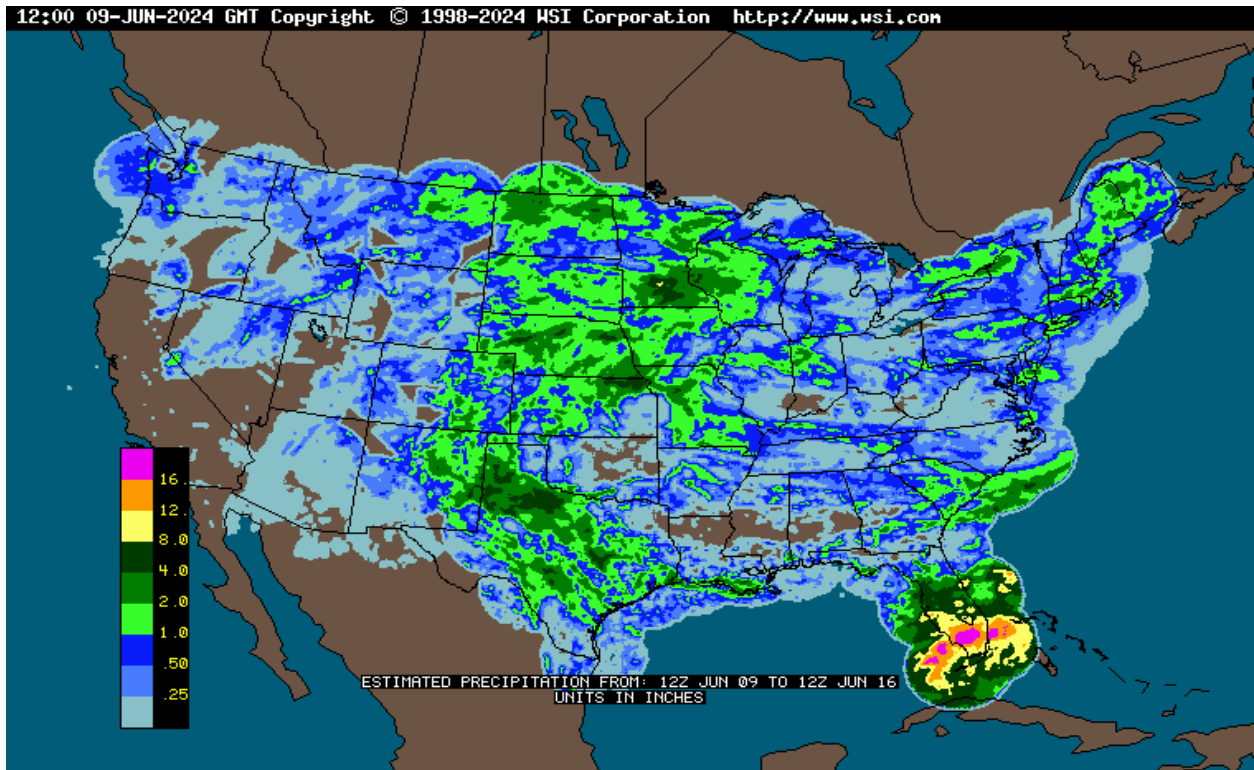 12:00 09-JUN-2024 GMT Copyright © 1998-2024 WSI Corporation http://www.wsi.com
16.
12.
8.0
4.0
2.0
1.0
.50
.25
ESTIMATED PRECIPITATION FROM: 12Z JUN 09 TO 12Z JUN 16
UNITS IN INCHES